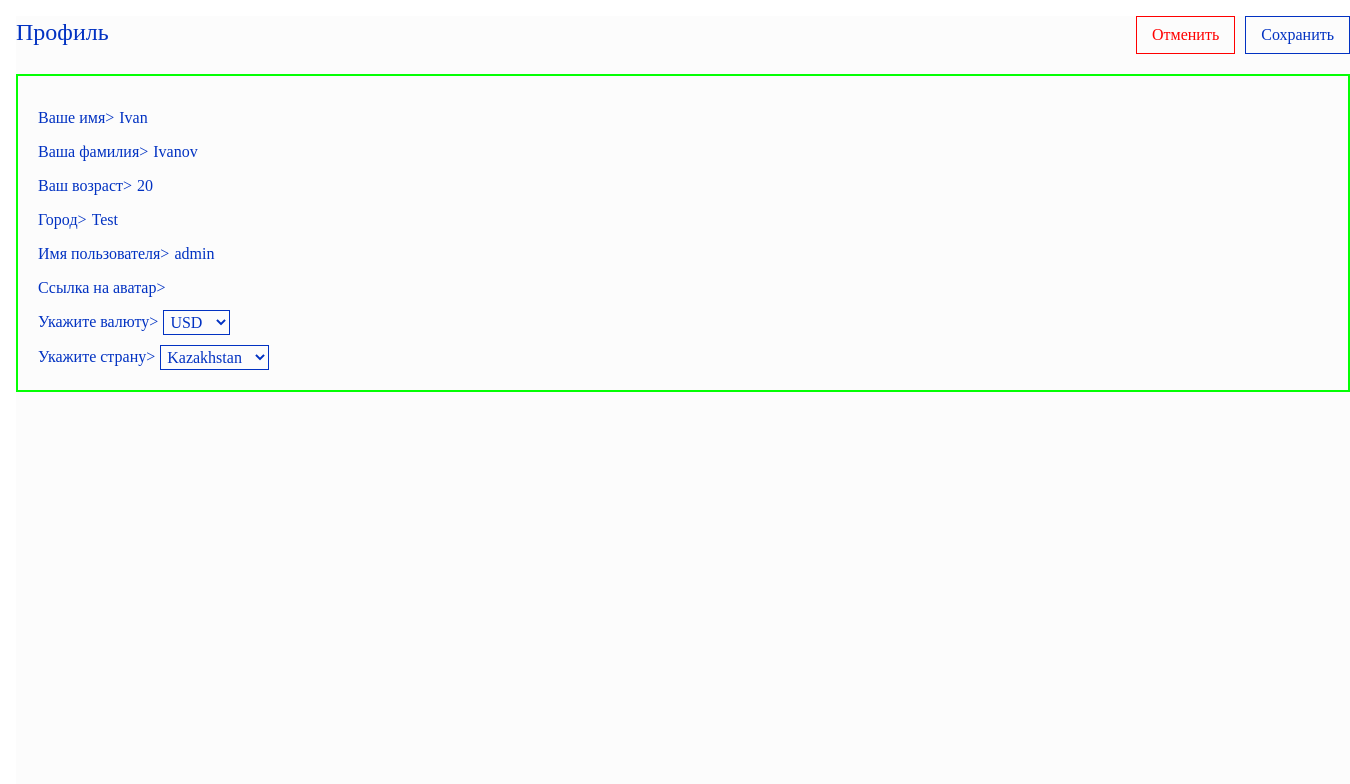 Профиль
Отменить
Сохранить
Ваше имя> Ivan
Ваша фамилия> Ivanov
Ваш возраст> 20
Город> Test
Имя пользователя> admin
Ссылка на аватар>
Укажите валюту> USD
Укажите страну> Kazakhstan